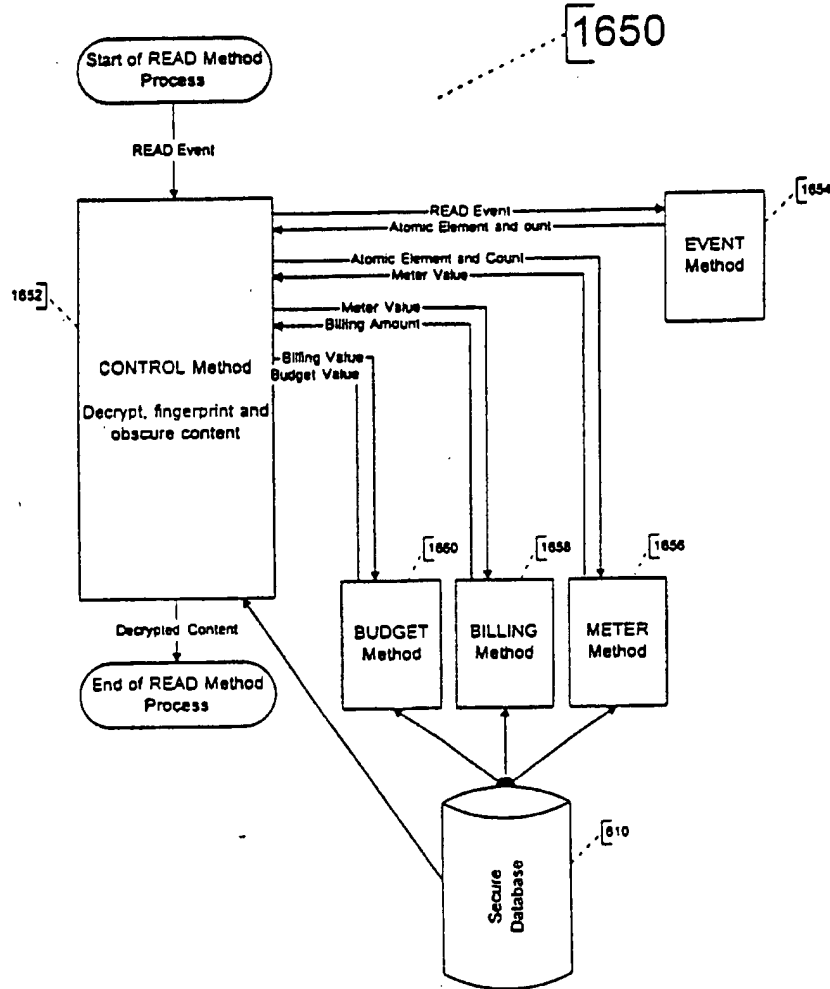 1650
Start of READ Method
Process
READ Event
1654
READ Event
Atomic Element and ount
EVENT
Method
Atomic Element and Count
Meter Value
1652
Meter Value
Billing Amount
Billing Value
Budget Value
CONTROL Method
Decrypt, fingerprint and
obscure content
1660
1658
1656
BUDGET
Method
BILLING
Method
METER
Method
Decrypted Content
End of READ Method
Process
610
Secure
Database